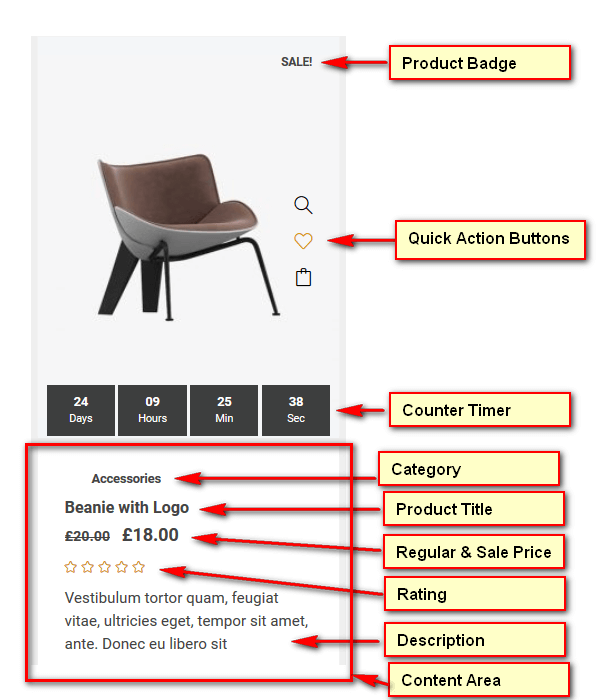 SALE!
Product Badge
Quick Action Buttons
24 09 25 38
Days Hours Min Sec
Counter Timer
Accessories
Category
Beanie with Logo
Product Title
£20.00 £18.00
Regular & Sale Price
Rating
Vestibulum tortor quam, feugiat
vitae, ultricies eget, tempor sit amet,
ante. Donec eu libero sit
Description
Content Area